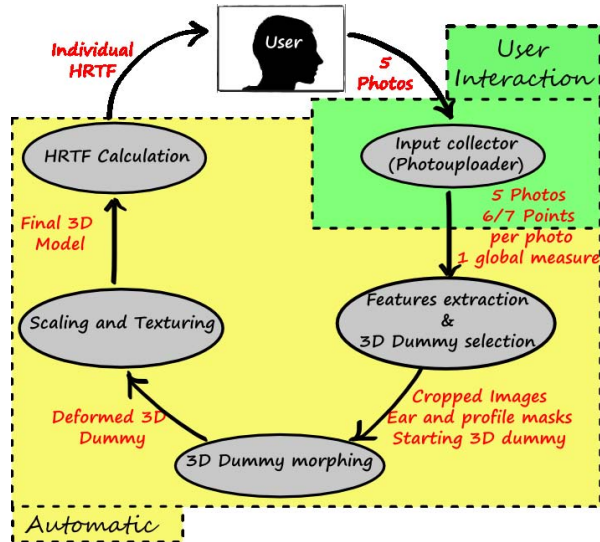 User
Individual
HRTF
5
Photos
User
Interaction
HRTF Calculation
Input collector
(Photouploader)
5 Photos
6/7 Points
per photo
1 global measure
Final 3D
Model
Features extraction
&
3D Dummy selection
Scaling and Texturing
Cropped Images
Ear and profile masks
Starting 3D dummy
Deformed 3D
Dummy
3D Dummy morphing
Automatic